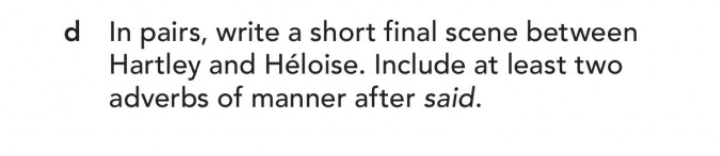 d In pairs, write a short final scene between
Hartley and Héloise. Include at least two
adverbs of manner after said.